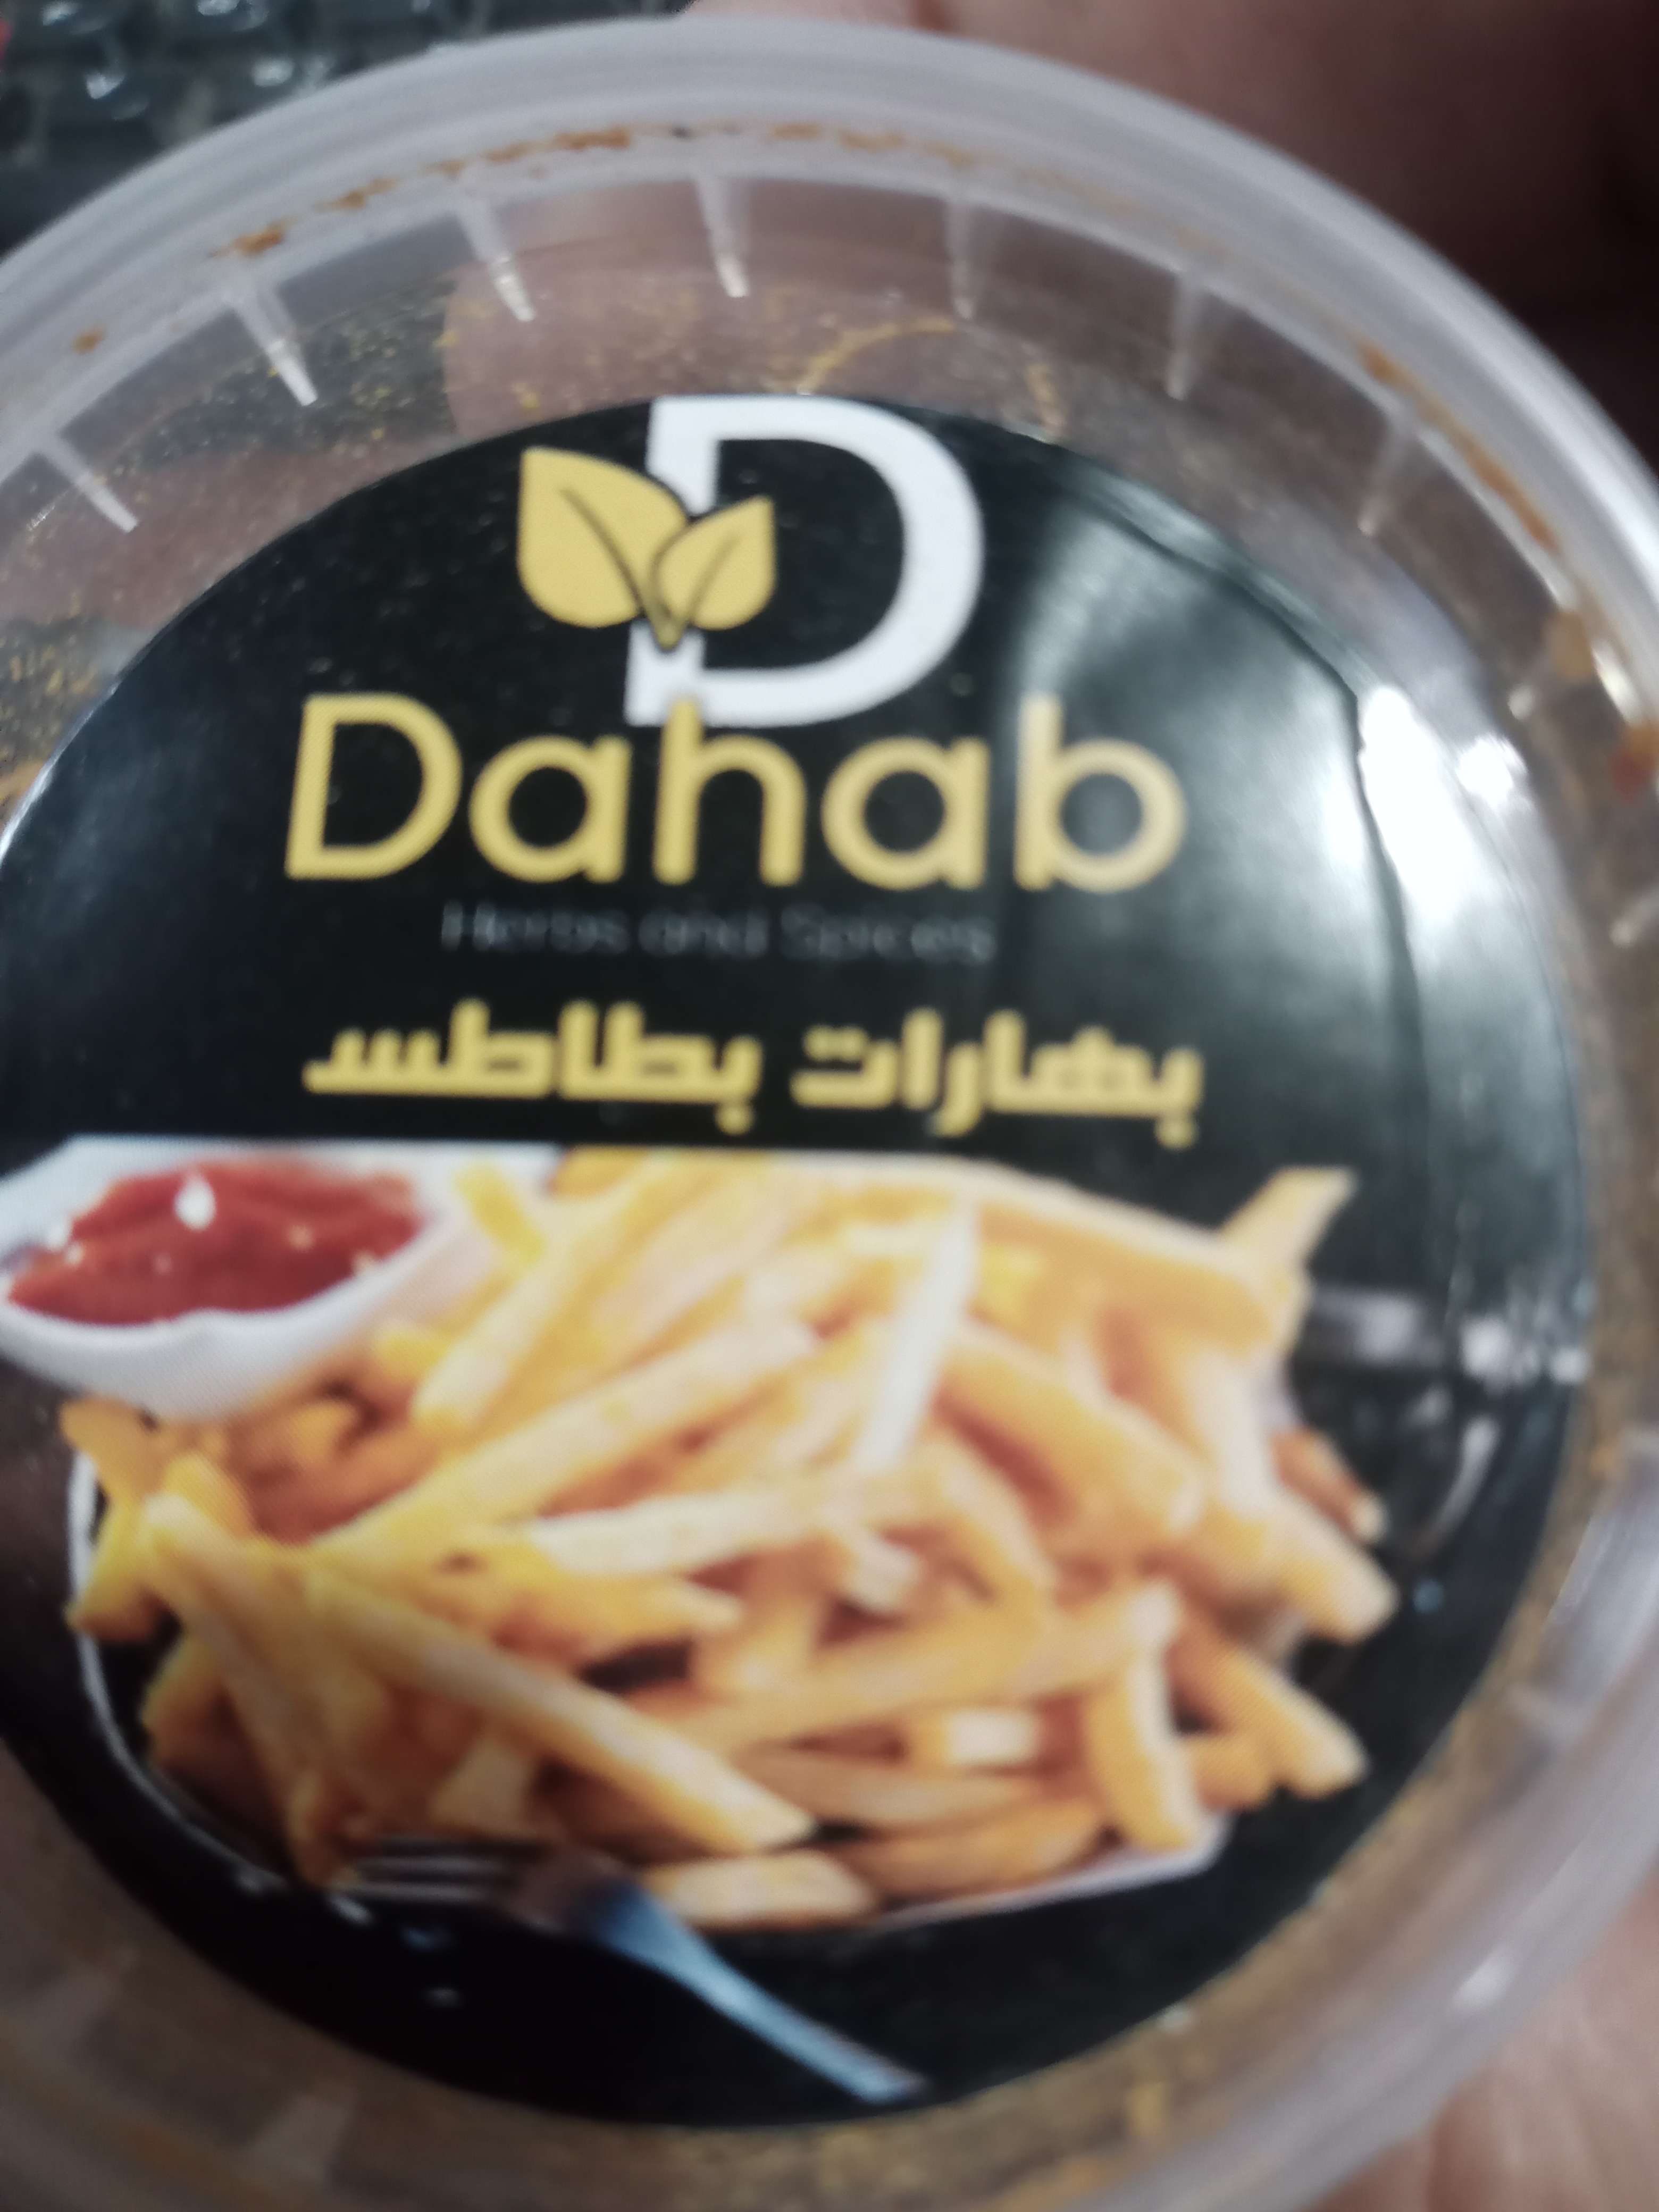 D
Dahab
Herbs and Spices
بهارات بطاطس